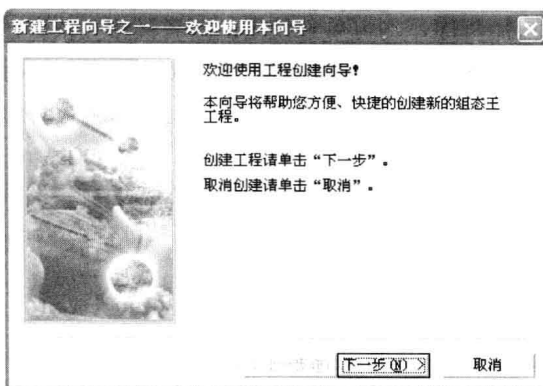 新建工程向导之一——欢迎使用本向导
欢迎使用工程创建向导!
本向导将帮助您方便、快捷的创建新的组态王
工程。
创建工程请单击“下一步”。
取消创建请单击“取消”。
下一步(N) > 取消